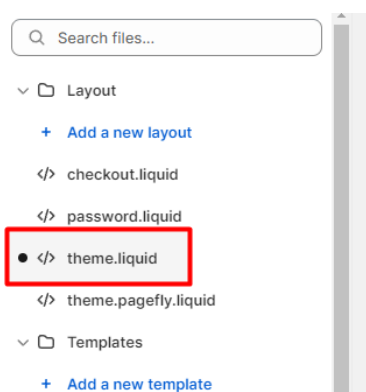 Search files...
Layout
+ Add a new layout
</> checkout.liquid
</> password.liquid
</> theme.liquid
</> theme.pagefly.liquid
Templates
+ Add a new template